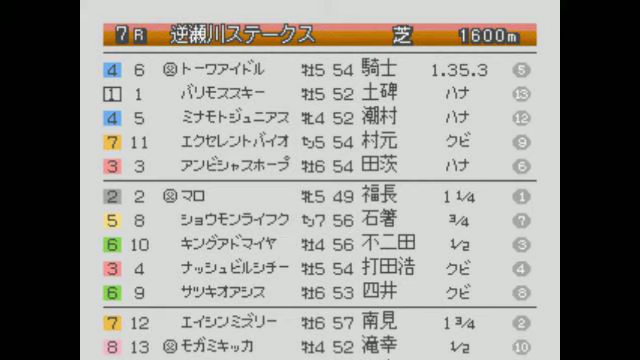 7R 逆瀬川ステークス 芝 1600m
4 6 ㊫トーワアイドル 牡5 54 騎士 1.35.3 5
1 1 バリモススキー 牡5 52 土碑 ハナ 13
4 5 ミナモトジュニアス 牝4 52 潮村 ハナ 12
7 11 エクセレントバイオ せん5 54 村元 クビ 9
3 3 アンビシャスホープ 牡6 54 田茨 ハナ 6
2 2 マロ 牝5 49 福長 1 1/4 1
5 8 ショウモンライフク せん7 56 石箸 3/4 7
6 10 キングアドマイヤ 牡4 56 不二田 1/2 3
3 4 ナッシュビルシチー 牡5 54 打田浩 クビ 4
6 9 サツキオアシス 牡6 53 四井 クビ 8
7 12 エイシンミズリー 牡6 57 南見 1 3/4 2
8 13 モガミキッカ 牡4 52 滝幸 1/2 10